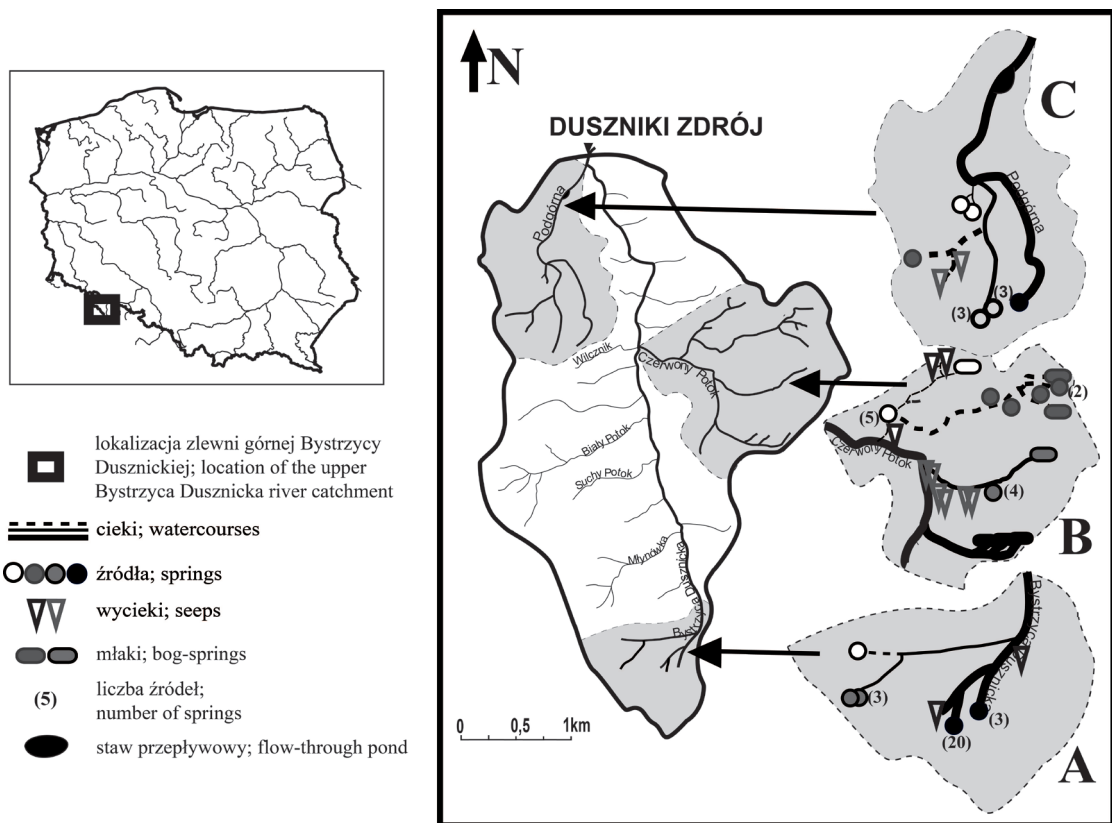 N
DUSZNIKI ZDRÓJ
C
Podgórna
Podgórna
(3)
(3)
Wilcznik
Czerwony Potok
(2)
(5)
Czerwony Potok
Biały Potok
Suchy Potok
(4)
B
Młynówka
Bystrzyca Dusznicka
Bystrzyca Dusznicka
(3)
(3)
(20)
A
0 0,5 1km
lokalizacja zlewni górnej Bystrzycy
Dusznickiej; location of the upper
Bystrzyca Dusznicka river catchment
cieki; watercourses
źródła; springs
wycieki; seeps
młaki; bog-springs
(5)
liczba źródeł;
number of springs
staw przepływowy; flow-through pond